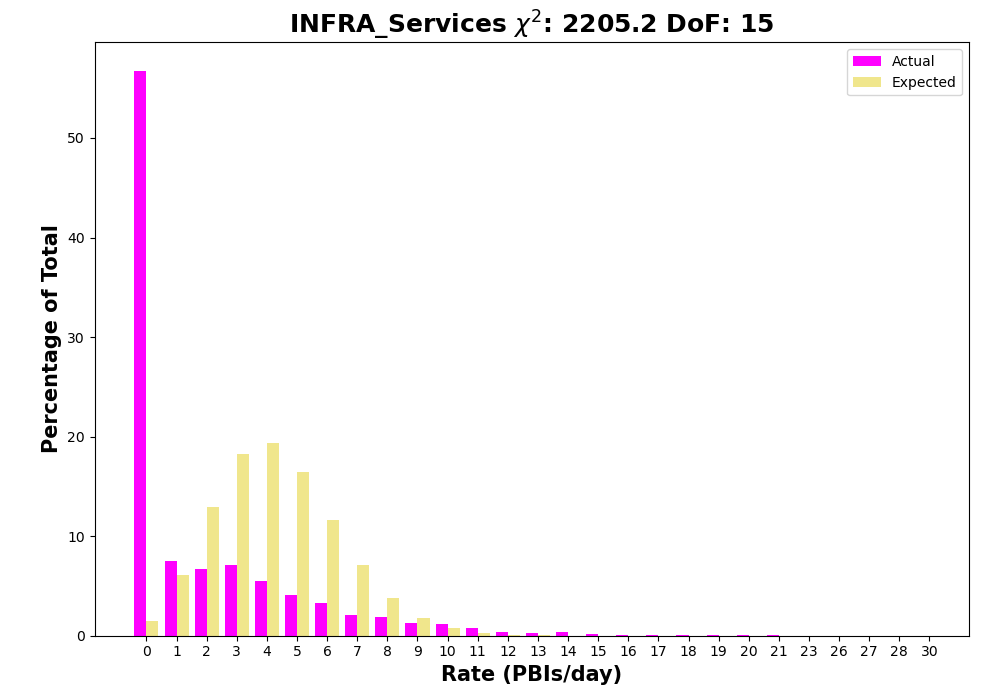 INFRA_Services χ²: 2205.2 DoF: 15
Actual
Expected
Percentage of Total
50
40
30
20
10
0
0 1 2 3 4 5 6 7 8 9 10 11 12 13 14 15 16 17 18 19 20 21 23 26 27 28 30
Rate (PBIs/day)